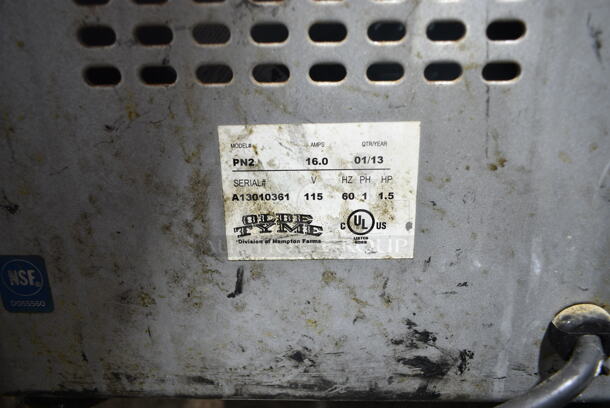 MODEL# AMPS QTR/YEAR
PN2 16.0 01/13
SERIAL# V HZ PH HP
A13010361 115 60 1 1.5
OLDE TYME
Division of Hampton Farms
C UL US
LISTED
NSF